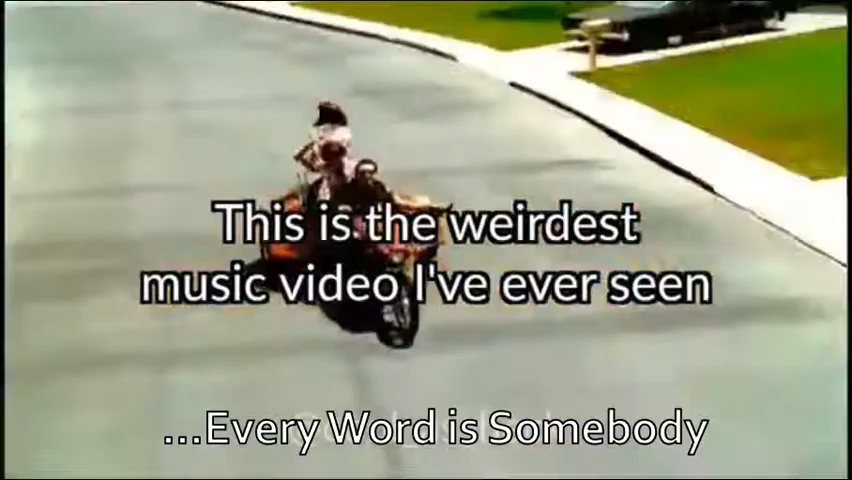 This is the weirdest
music video I've ever seen
...Every Word is Somebody